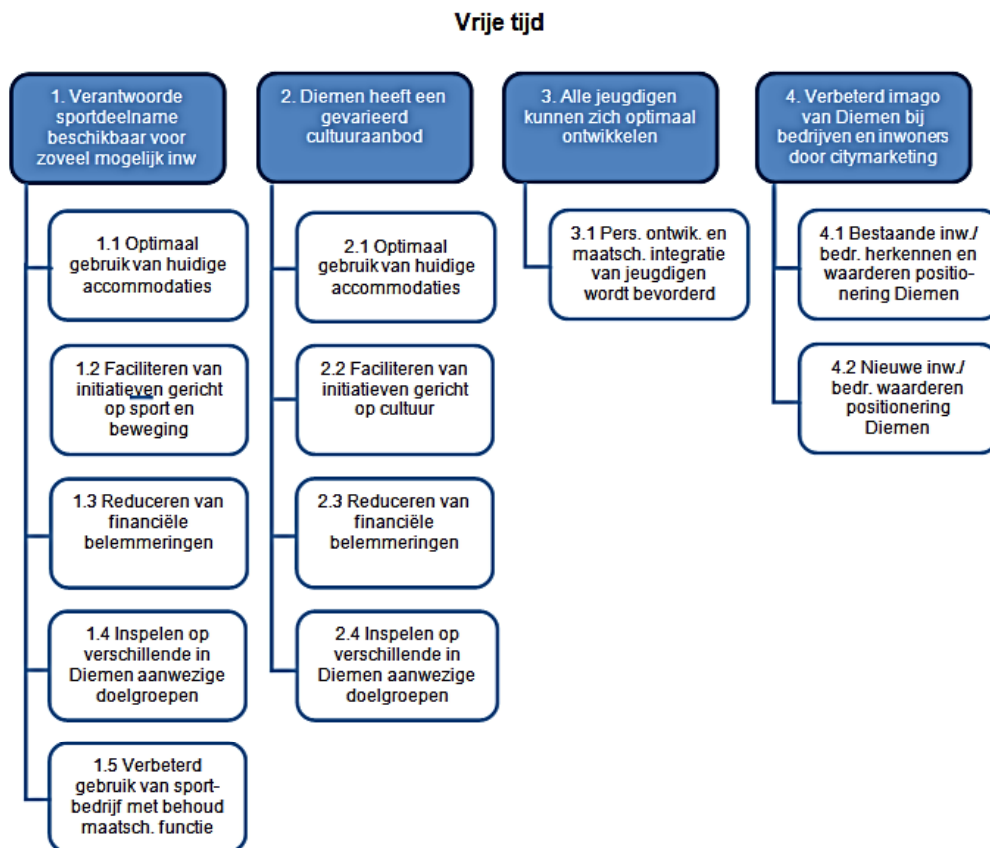 Vrije tijd
1. Verantwoorde
sportdeelname
beschikbaar voor
zoveel mogelijk inw
1.1 Optimaal
gebruik van huidige
accommodaties
1.2 Faciliteren van
initiatieven gericht
op sport en
beweging
1.3 Reduceren van
financiële
belemmeringen
1.4 Inspelen op
verschillende in
Diemen aanwezige
doelgroepen
1.5 Verbeterd
gebruik van sport-
bedrijf met behoud
maatsch. functie
2. Diemen heeft een
gevarieerd
cultuuraanbod
2.1 Optimaal
gebruik van huidige
accommodaties
2.2 Faciliteren van
initiatieven gericht
op cultuur
2.3 Reduceren van
financiële
belemmeringen
2.4 Inspelen op
verschillende in
Diemen aanwezige
doelgroepen
3. Alle jeugdigen
kunnen zich optimaal
ontwikkelen
3.1 Pers. ontwik. en
maatsch. integratie
van jeugdigen
wordt bevorderd
4. Verbeterd imago
van Diemen bij
bedrijven en inwoners
door citymarketing
4.1 Bestaande inw./
bedr. herkennen en
waarderen positio-
nering Diemen
4.2 Nieuwe inw./
bedr. waarderen
positionering
Diemen